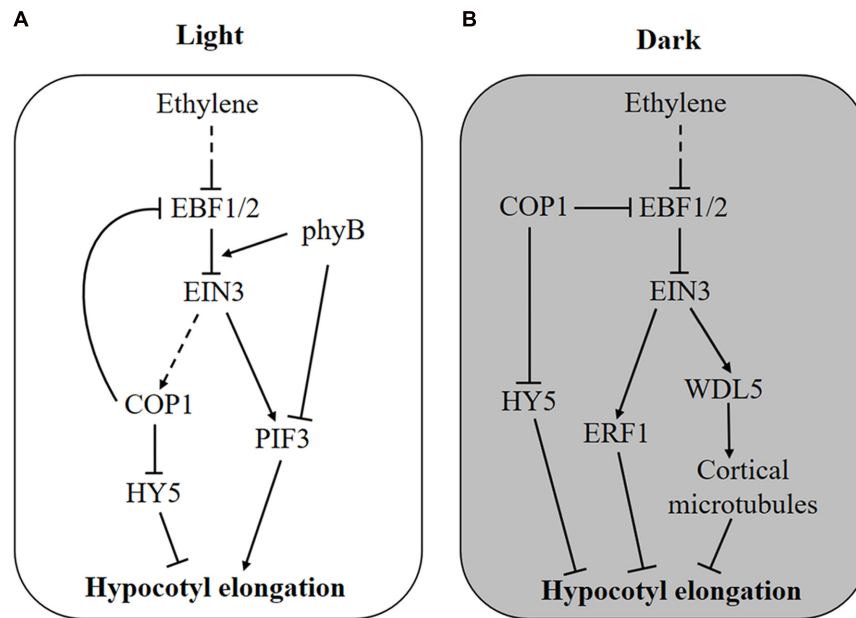 A
Light
Ethylene
EBF1/2
phyB
EIN3
COP1
PIF3
HY5
Hypocotyl elongation
B
Dark
Ethylene
COP1
EBF1/2
EIN3
WDL5
HY5
ERF1
Cortical
microtubules
Hypocotyl elongation